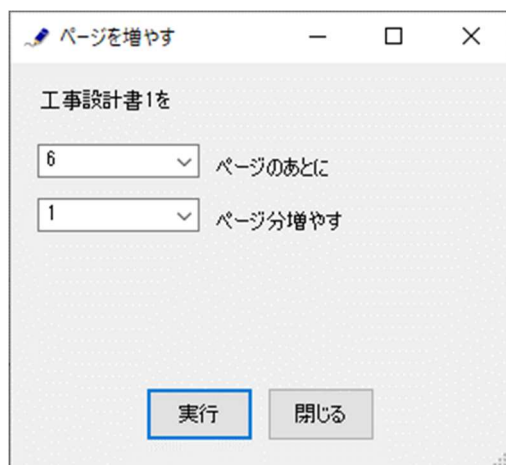 ページを増やす
工事設計書1を
6 ページのあとに
1 ページ分増やす
実行 閉じる